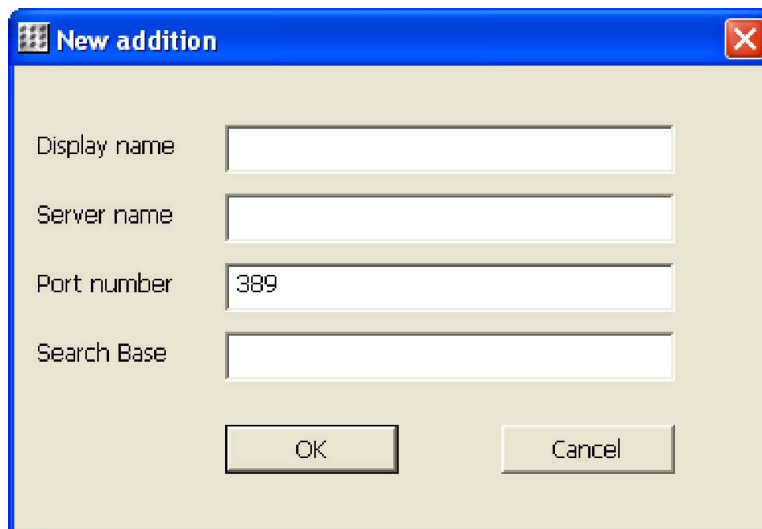 New addition
Display name
Server name
Port number 389
Search Base
OK Cancel